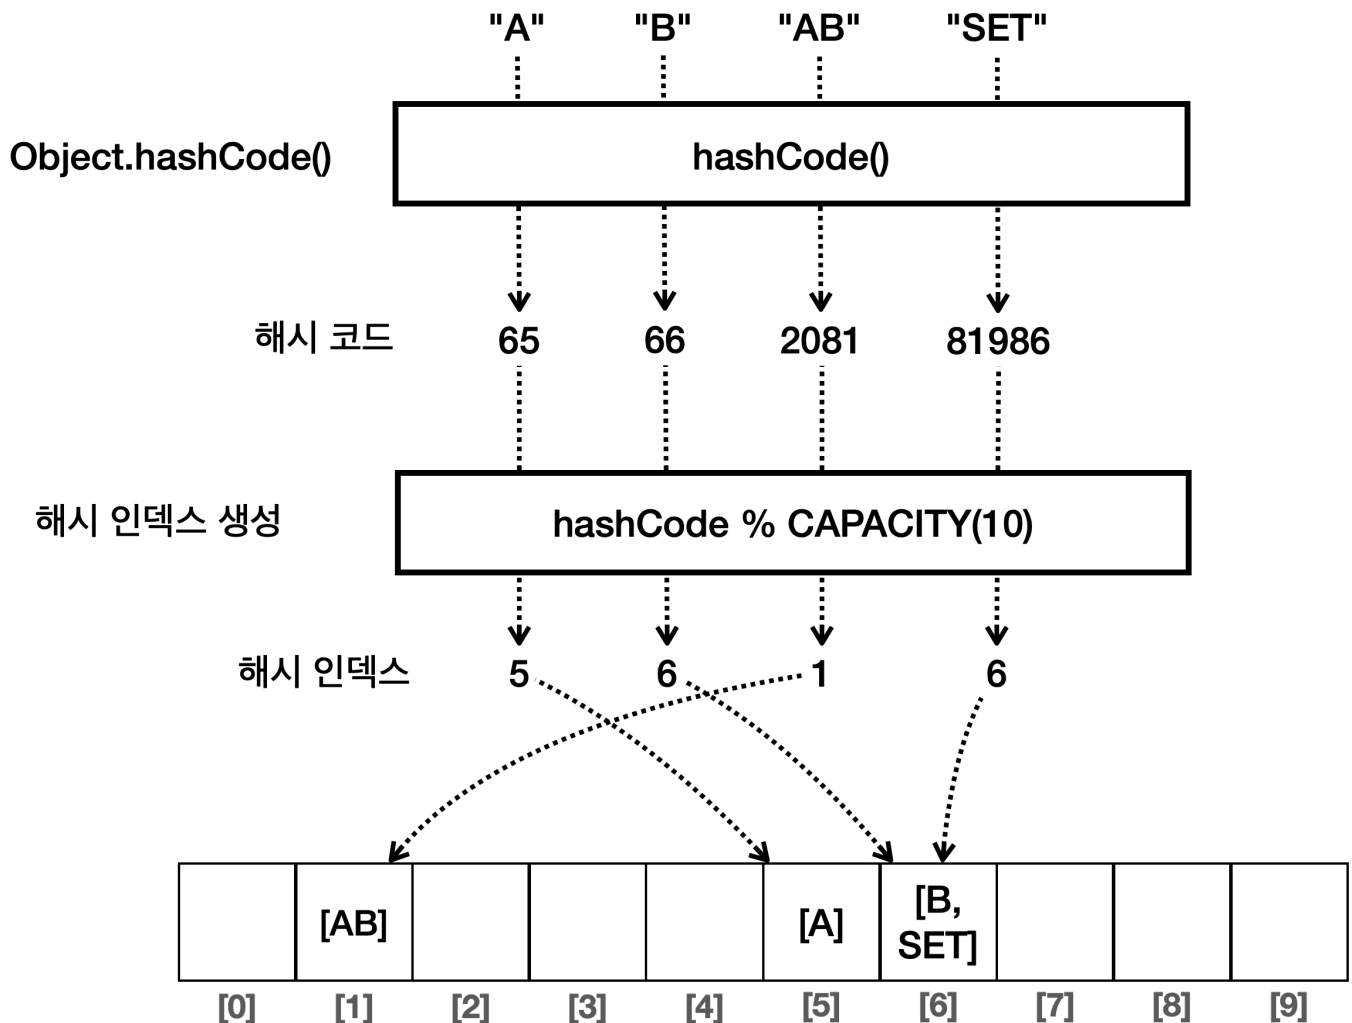 "A" "B" "AB" "SET"
Object.hashCode() hashCode()
해시 코드 65 66 2081 81986
해시 인덱스 생성 hashCode % CAPACITY(10)
해시 인덱스 5 6 1 6
[AB] [A] [B,
SET]
[0] [1] [2] [3] [4] [5] [6] [7] [8] [9]